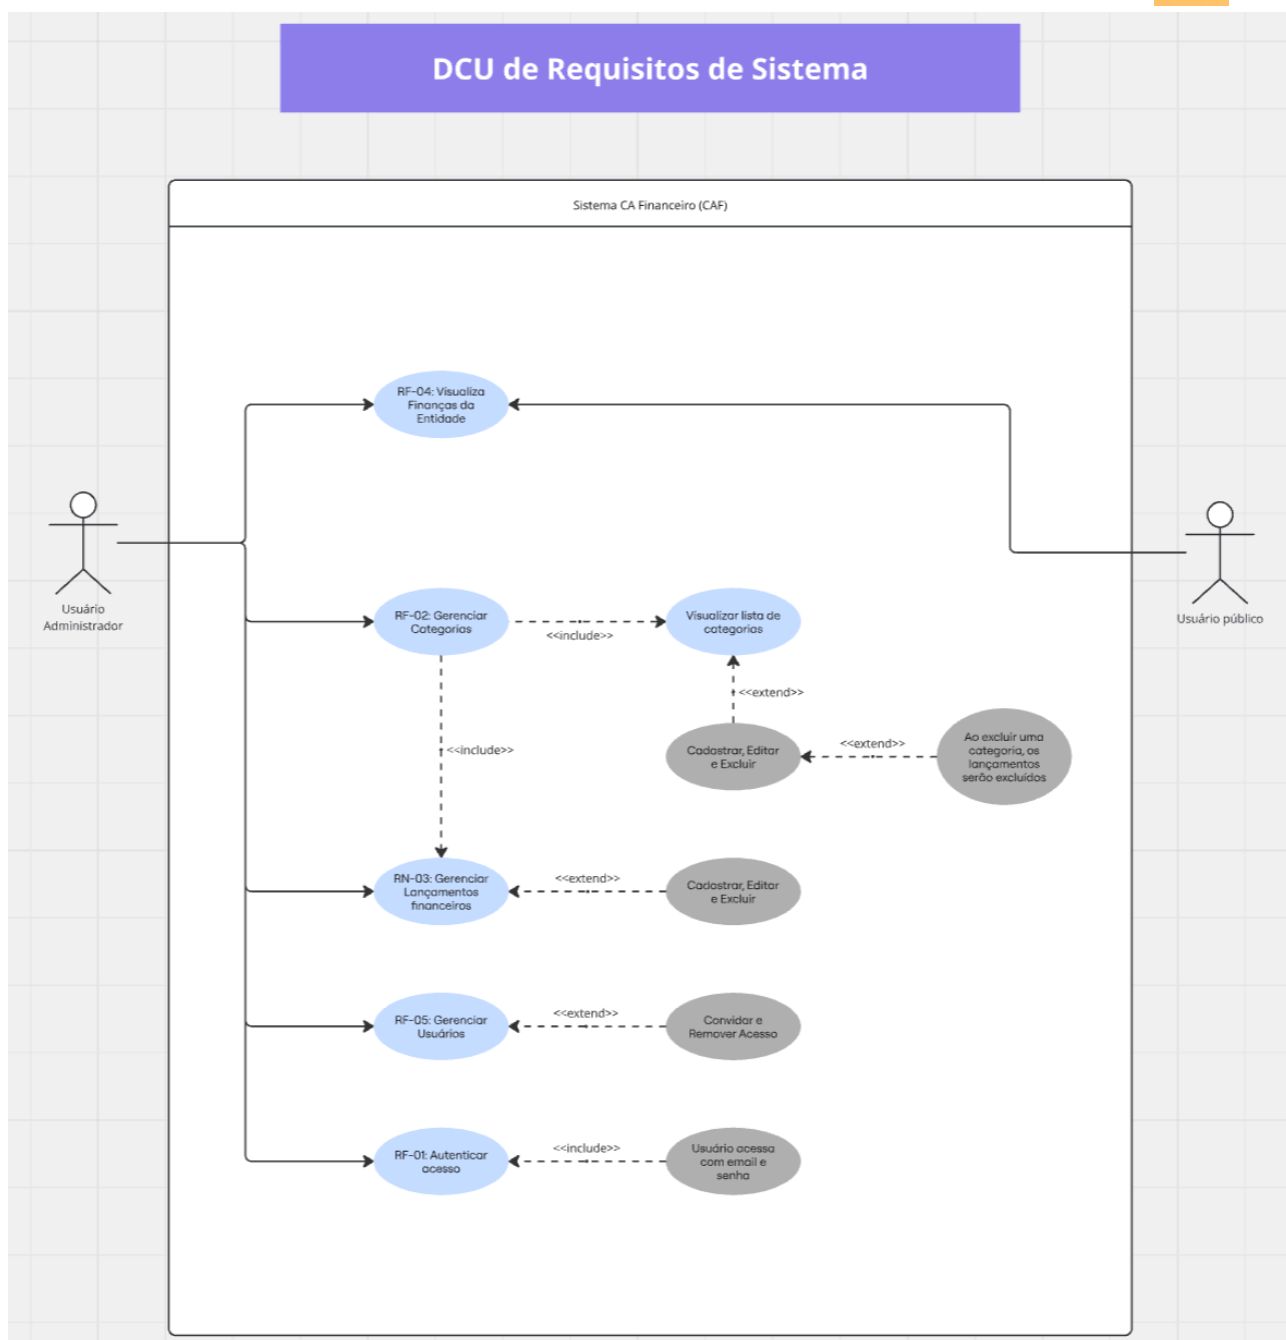 DCU de Requisitos de Sistema
Sistema CA Financeiro (CAF)
RF-04: Visualiza
Finanças da
Entidade
Usuário
Administrador
Usuário público
RF-02: Gerenciar
Categorias
<<include>>
Visualizar lista de
categorias
<<extend>>
<<include>>
Cadastrar, Editar
e Excluir
<<extend>>
Ao excluir uma
categoria, os
lançamentos
serão excluídos
RN-03: Gerenciar
Lançamentos
financeiros
<<extend>>
Cadastrar, Editar
e Excluir
RF-05: Gerenciar
Usuários
<<extend>>
Convidar e
Remover Acesso
RF-01: Autenticar
acesso
<<include>>
Usuário acessa
com email e
senha